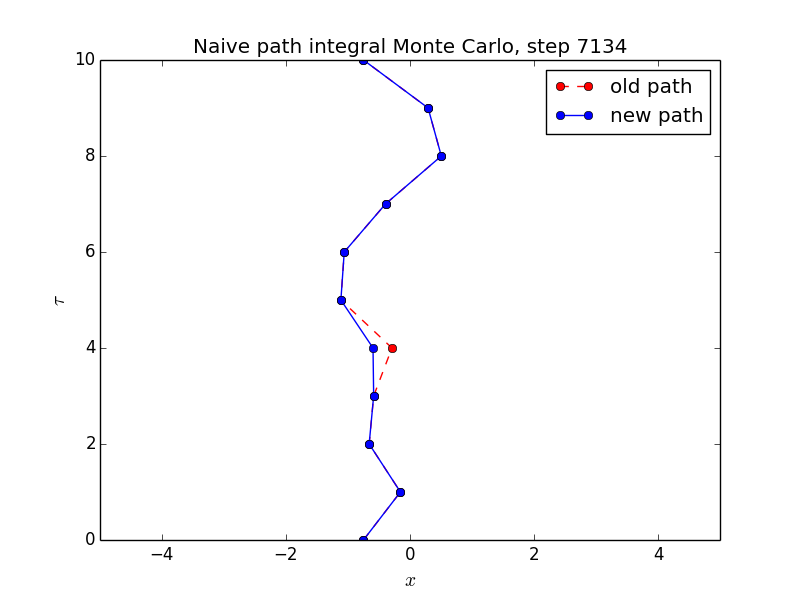 Naive path integral Monte Carlo, step 7134
10
old path
new path
8
6
τ
4
2
0
−4
−2
0
2
4
x